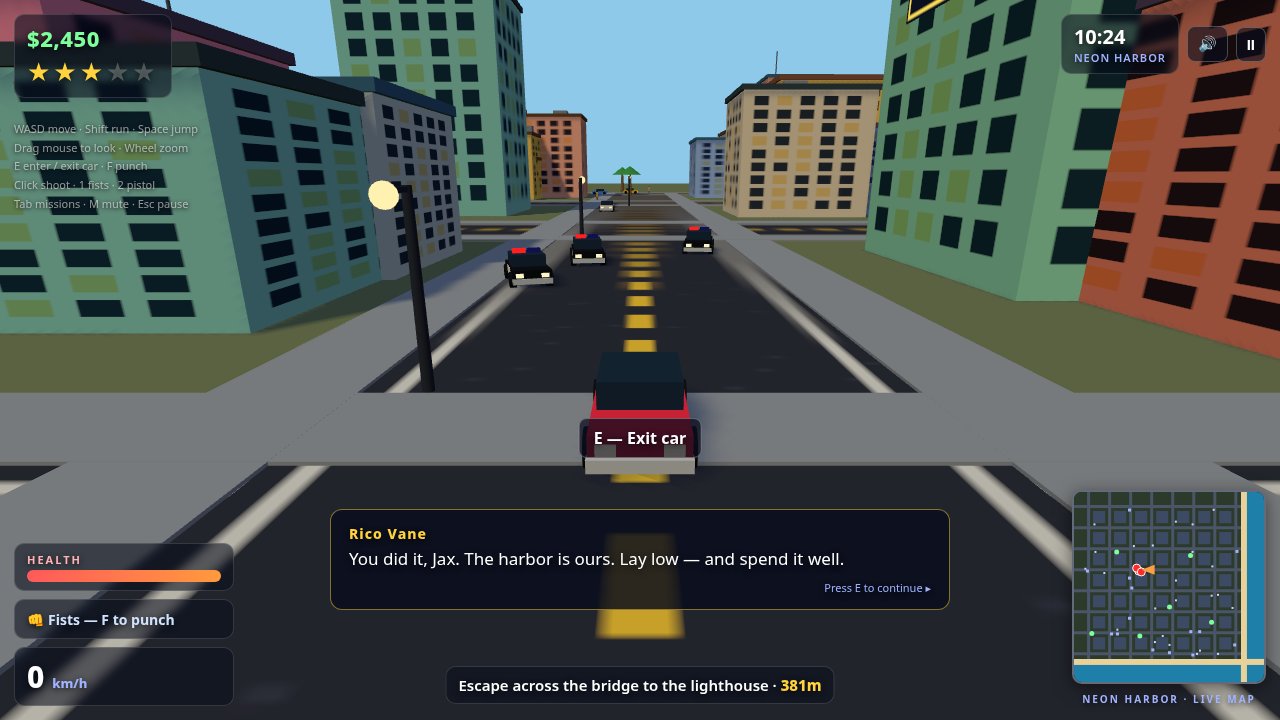 $2,450
★★★★★
10:24
NEON HARBOR
WASD move · Shift run · Space jump
Drag mouse to look · Wheel zoom
E enter / exit car · F punch
Click shoot · 1 fists · 2 pistol
Tab missions · M mute · Esc pause
E — Exit car
Rico Vane
You did it, Jax. The harbor is ours. Lay low — and spend it well.
Press E to continue ▸
HEALTH
👊 Fists — F to punch
0 km/h
Escape across the bridge to the lighthouse · 381m
NEON HARBOR · LIVE MAP